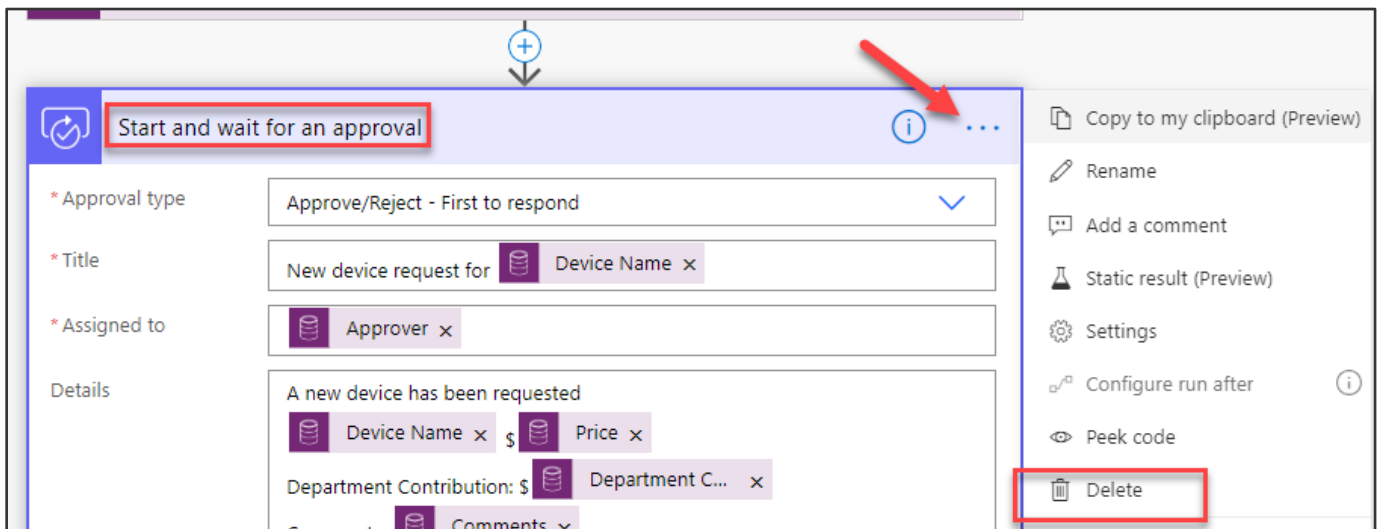 Start and wait for an approval
* Approval type
Approve/Reject - First to respond
* Title
New device request for Device Name ×
* Assigned to
Approver ×
Details
A new device has been requested
Device Name × $ Price ×
Department Contribution: $ Department C... ×
Comments ×
Copy to my clipboard (Preview)
Rename
Add a comment
Static result (Preview)
Settings
Configure run after
Peek code
Delete